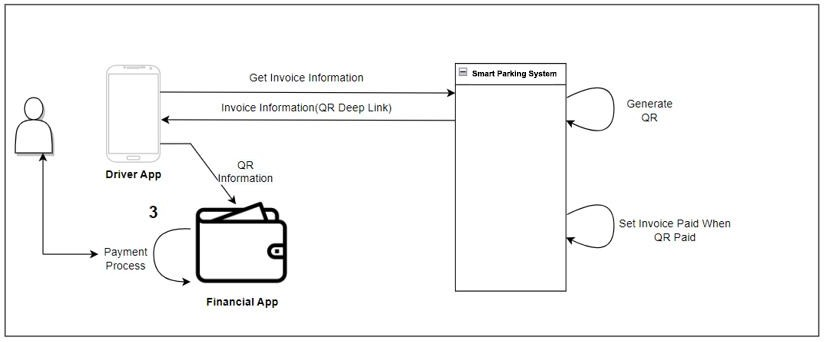 Smart Parking System
Get Invoice Information
Invoice Information(QR Deep Link)
Generate
QR
Driver App
QR
Information
3
Payment
Process
Set Invoice Paid When
QR Paid
Financial App